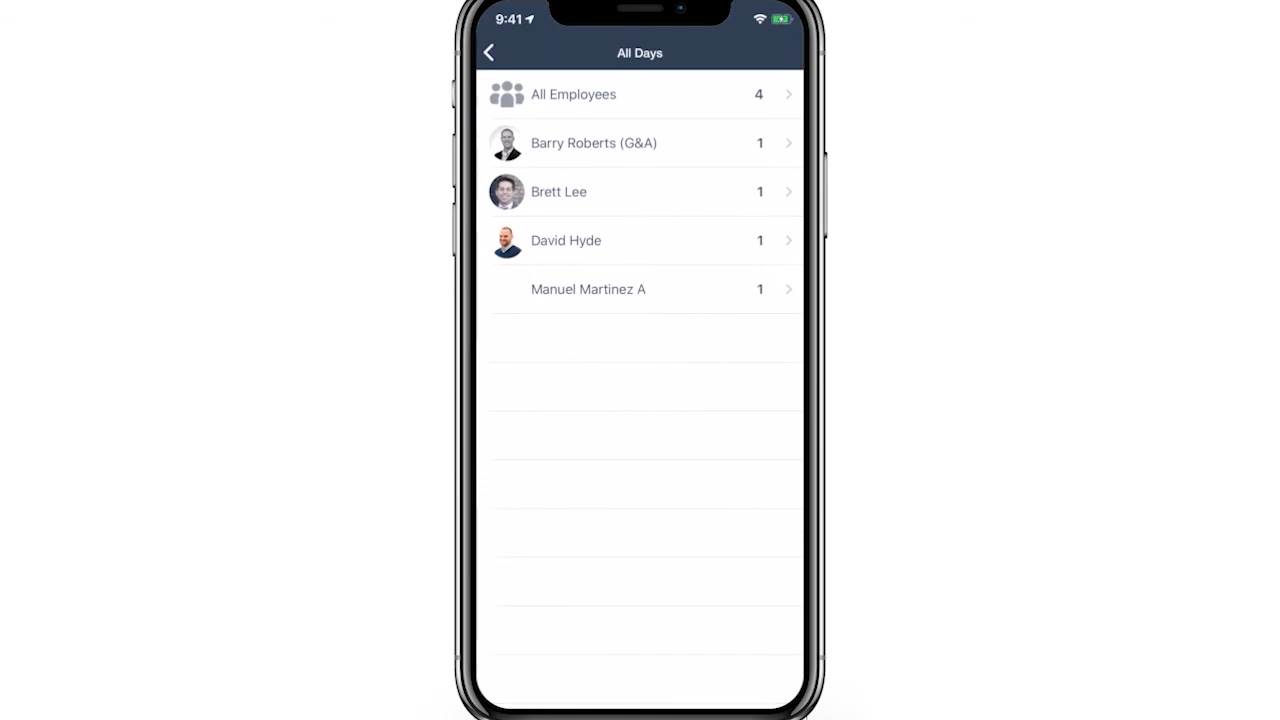 9:41
All Days
All Employees 4
Barry Roberts (G&A) 1
Brett Lee 1
David Hyde 1
Manuel Martinez A 1